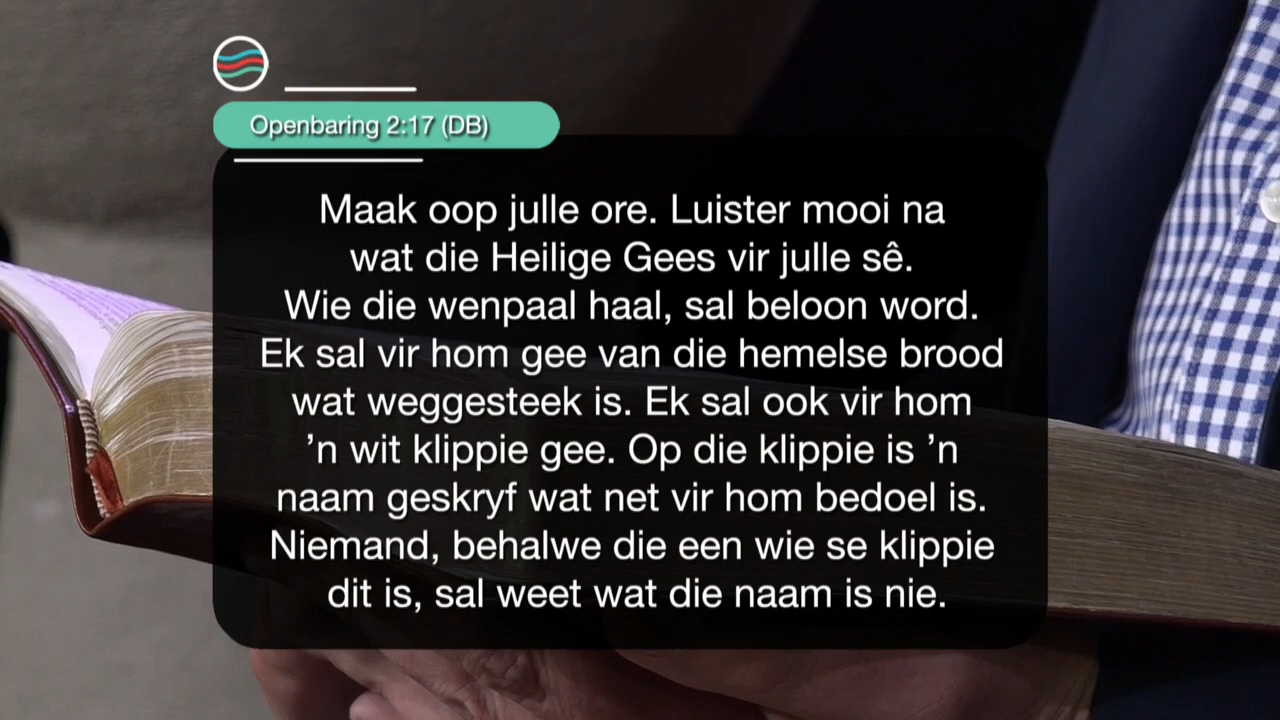 Openbaring 2:17 (DB)
Maak oop julle ore. Luister mooi na
wat die Heilige Gees vir julle sê.
Wie die wenpaal haal, sal beloon word.
Ek sal vir hom gee van die hemelse brood
wat weggesteek is. Ek sal ook vir hom
’n wit klippie gee. Op die klippie is ’n
naam geskryf wat net vir hom bedoel is.
Niemand, behalwe die een wie se klippie
dit is, sal weet wat die naam is nie.